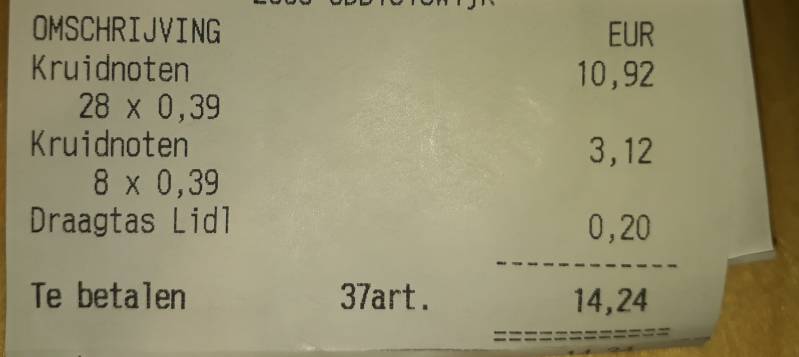 OMSCHRIJVING EUR
Kruidnoten 10,92
28 x 0,39
Kruidnoten 3,12
8 x 0,39
Draagtas Lidl 0,20
Te betalen 37art. 14,24